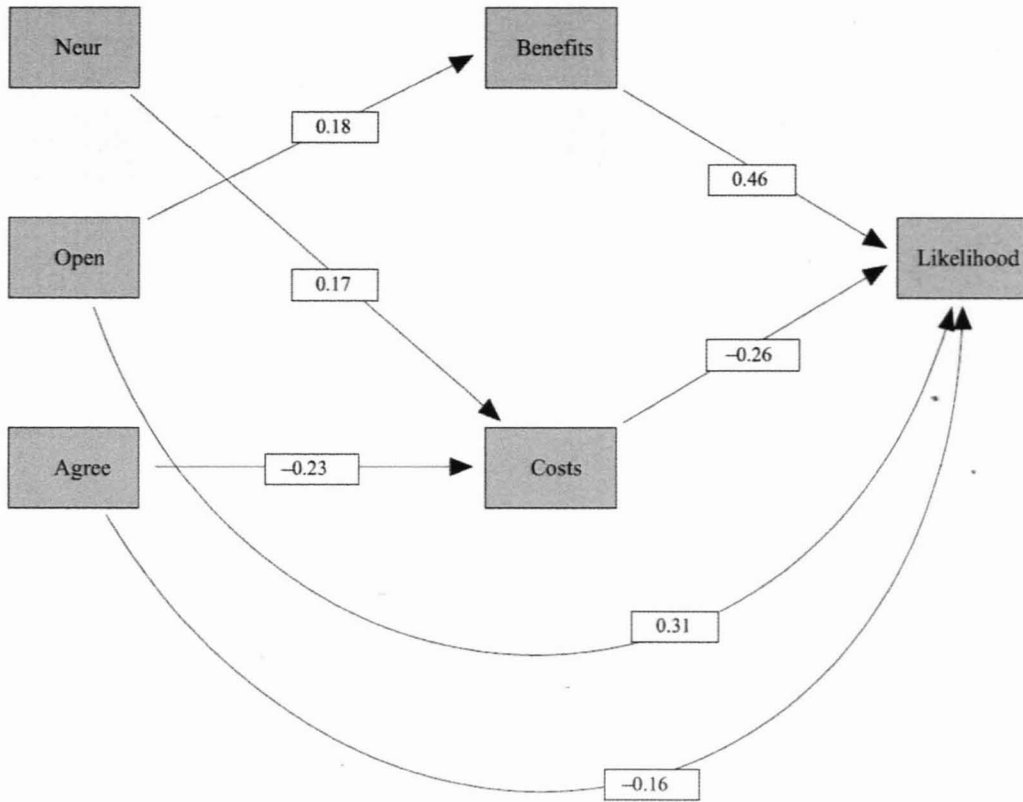 Neur
Benefits
0.18
0.46
Open
Likelihood
0.17
–0.26
Agree
–0.23
Costs
0.31
–0.16